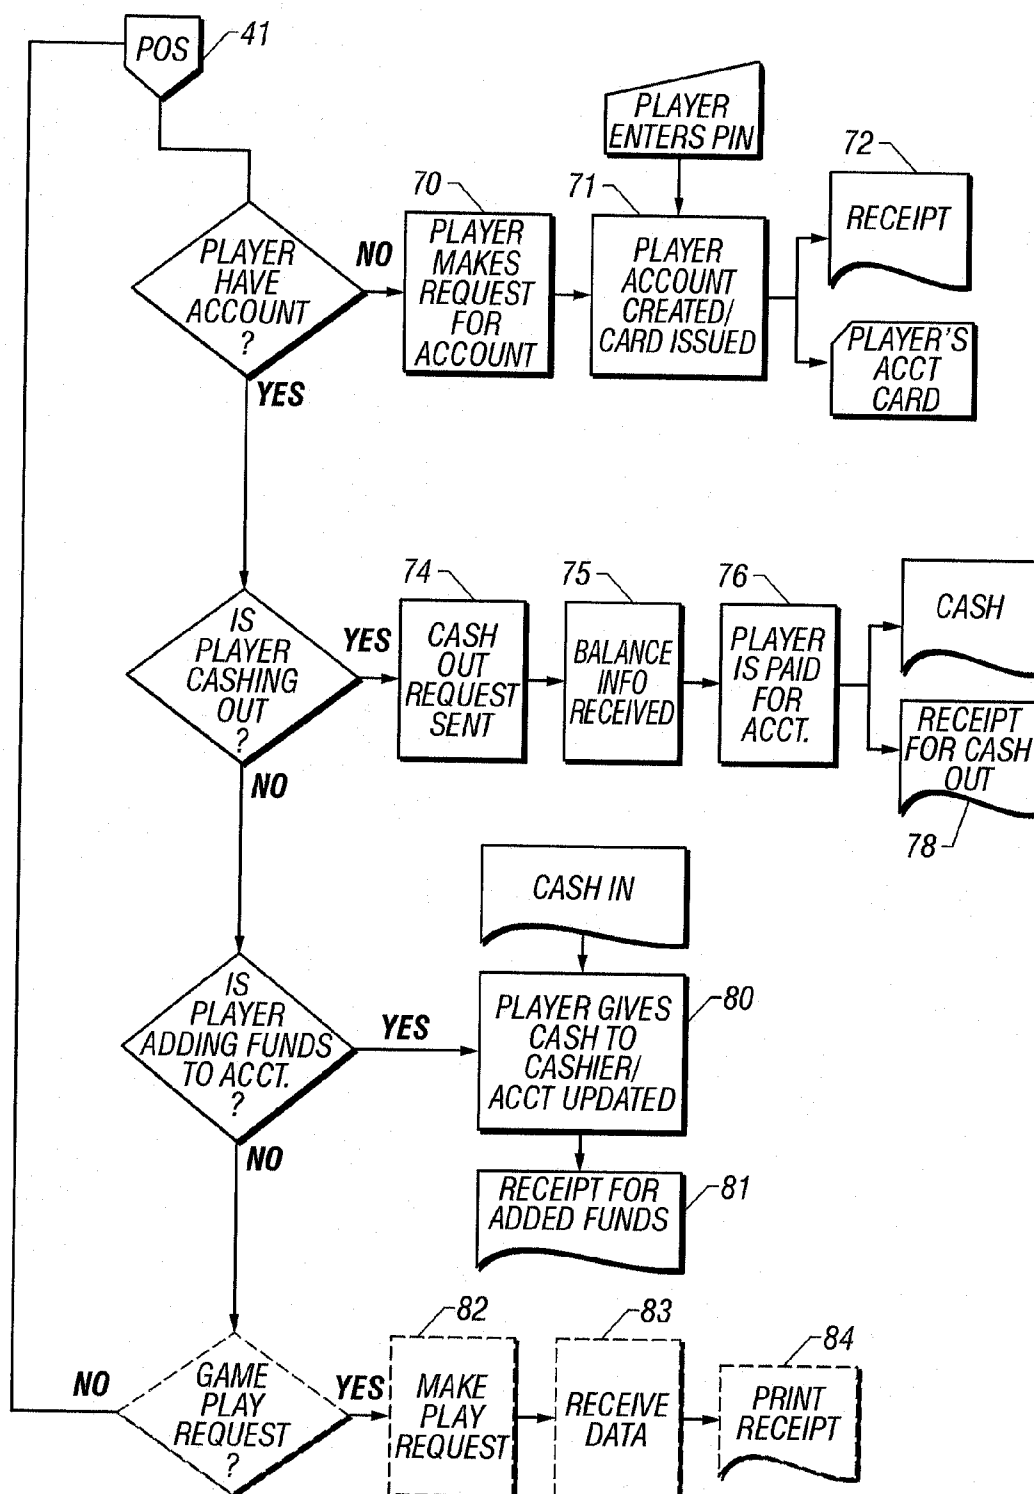 POS
41
PLAYER
ENTERS PIN
PLAYER
HAVE
ACCOUNT
?
NO
YES
70
PLAYER
MAKES
REQUEST
FOR
ACCOUNT
71
PLAYER
ACCOUNT
CREATED/
CARD ISSUED
72
RECEIPT
PLAYER'S
ACCT
CARD
IS
PLAYER
CASHING
OUT
?
YES
NO
74
CASH
OUT
REQUEST
SENT
75
BALANCE
INFO
RECEIVED
76
PLAYER
IS PAID
FOR
ACCT.
CASH
RECEIPT
FOR CASH
OUT
78
CASH IN
IS
PLAYER
ADDING FUNDS
TO ACCT.
?
YES
NO
80
PLAYER GIVES
CASH TO
CASHIER/
ACCT UPDATED
81
RECEIPT FOR
ADDED FUNDS
NO
GAME
PLAY
REQUEST
?
YES
82
MAKE
PLAY
REQUEST
83
RECEIVE
DATA
84
PRINT
RECEIPT